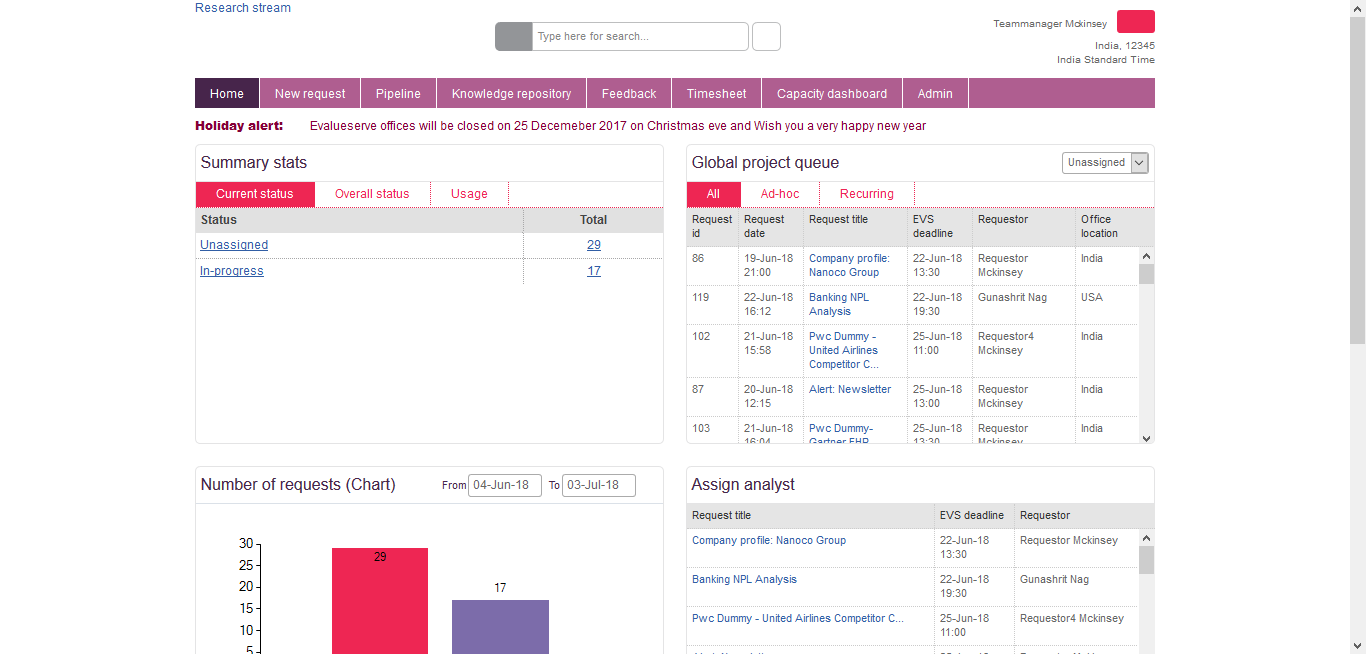 Research stream
Type here for search...
Teammanager Mckinsey
India, 12345
India Standard Time
Home New request Pipeline Knowledge repository Feedback Timesheet Capacity dashboard Admin
Holiday alert: Evalueserve offices will be closed on 25 Decemeber 2017 on Christmas eve and Wish you a very happy new year
Summary stats
Current status Overall status Usage
Status Total
Unassigned 29
In-progress 17
Global project queue Unassigned
All Ad-hoc Recurring
Request id Request date Request title EVS deadline Requestor Office location
86 19-Jun-18 21:00 Company profile: Nanoco Group 22-Jun-18 13:30 Requestor Mckinsey India
119 22-Jun-18 16:12 Banking NPL Analysis 22-Jun-18 19:30 Gunashrit Nag USA
102 21-Jun-18 15:58 Pwc Dummy - United Airlines Competitor C... 25-Jun-18 11:00 Requestor4 Mckinsey India
87 20-Jun-18 12:15 Alert: Newsletter 25-Jun-18 13:00 Requestor Mckinsey India
103 21-Jun-18 16:04 Pwc Dummy- Gartner EHR 25-Jun-18 13:30 Requestor Mckinsey India
Number of requests (Chart) From 04-Jun-18 To 03-Jul-18
30
25
20
15
10
5
29
17
Assign analyst
Request title EVS deadline Requestor
Company profile: Nanoco Group 22-Jun-18 13:30 Requestor Mckinsey
Banking NPL Analysis 22-Jun-18 19:30 Gunashrit Nag
Pwc Dummy - United Airlines Competitor C... 25-Jun-18 11:00 Requestor4 Mckinsey